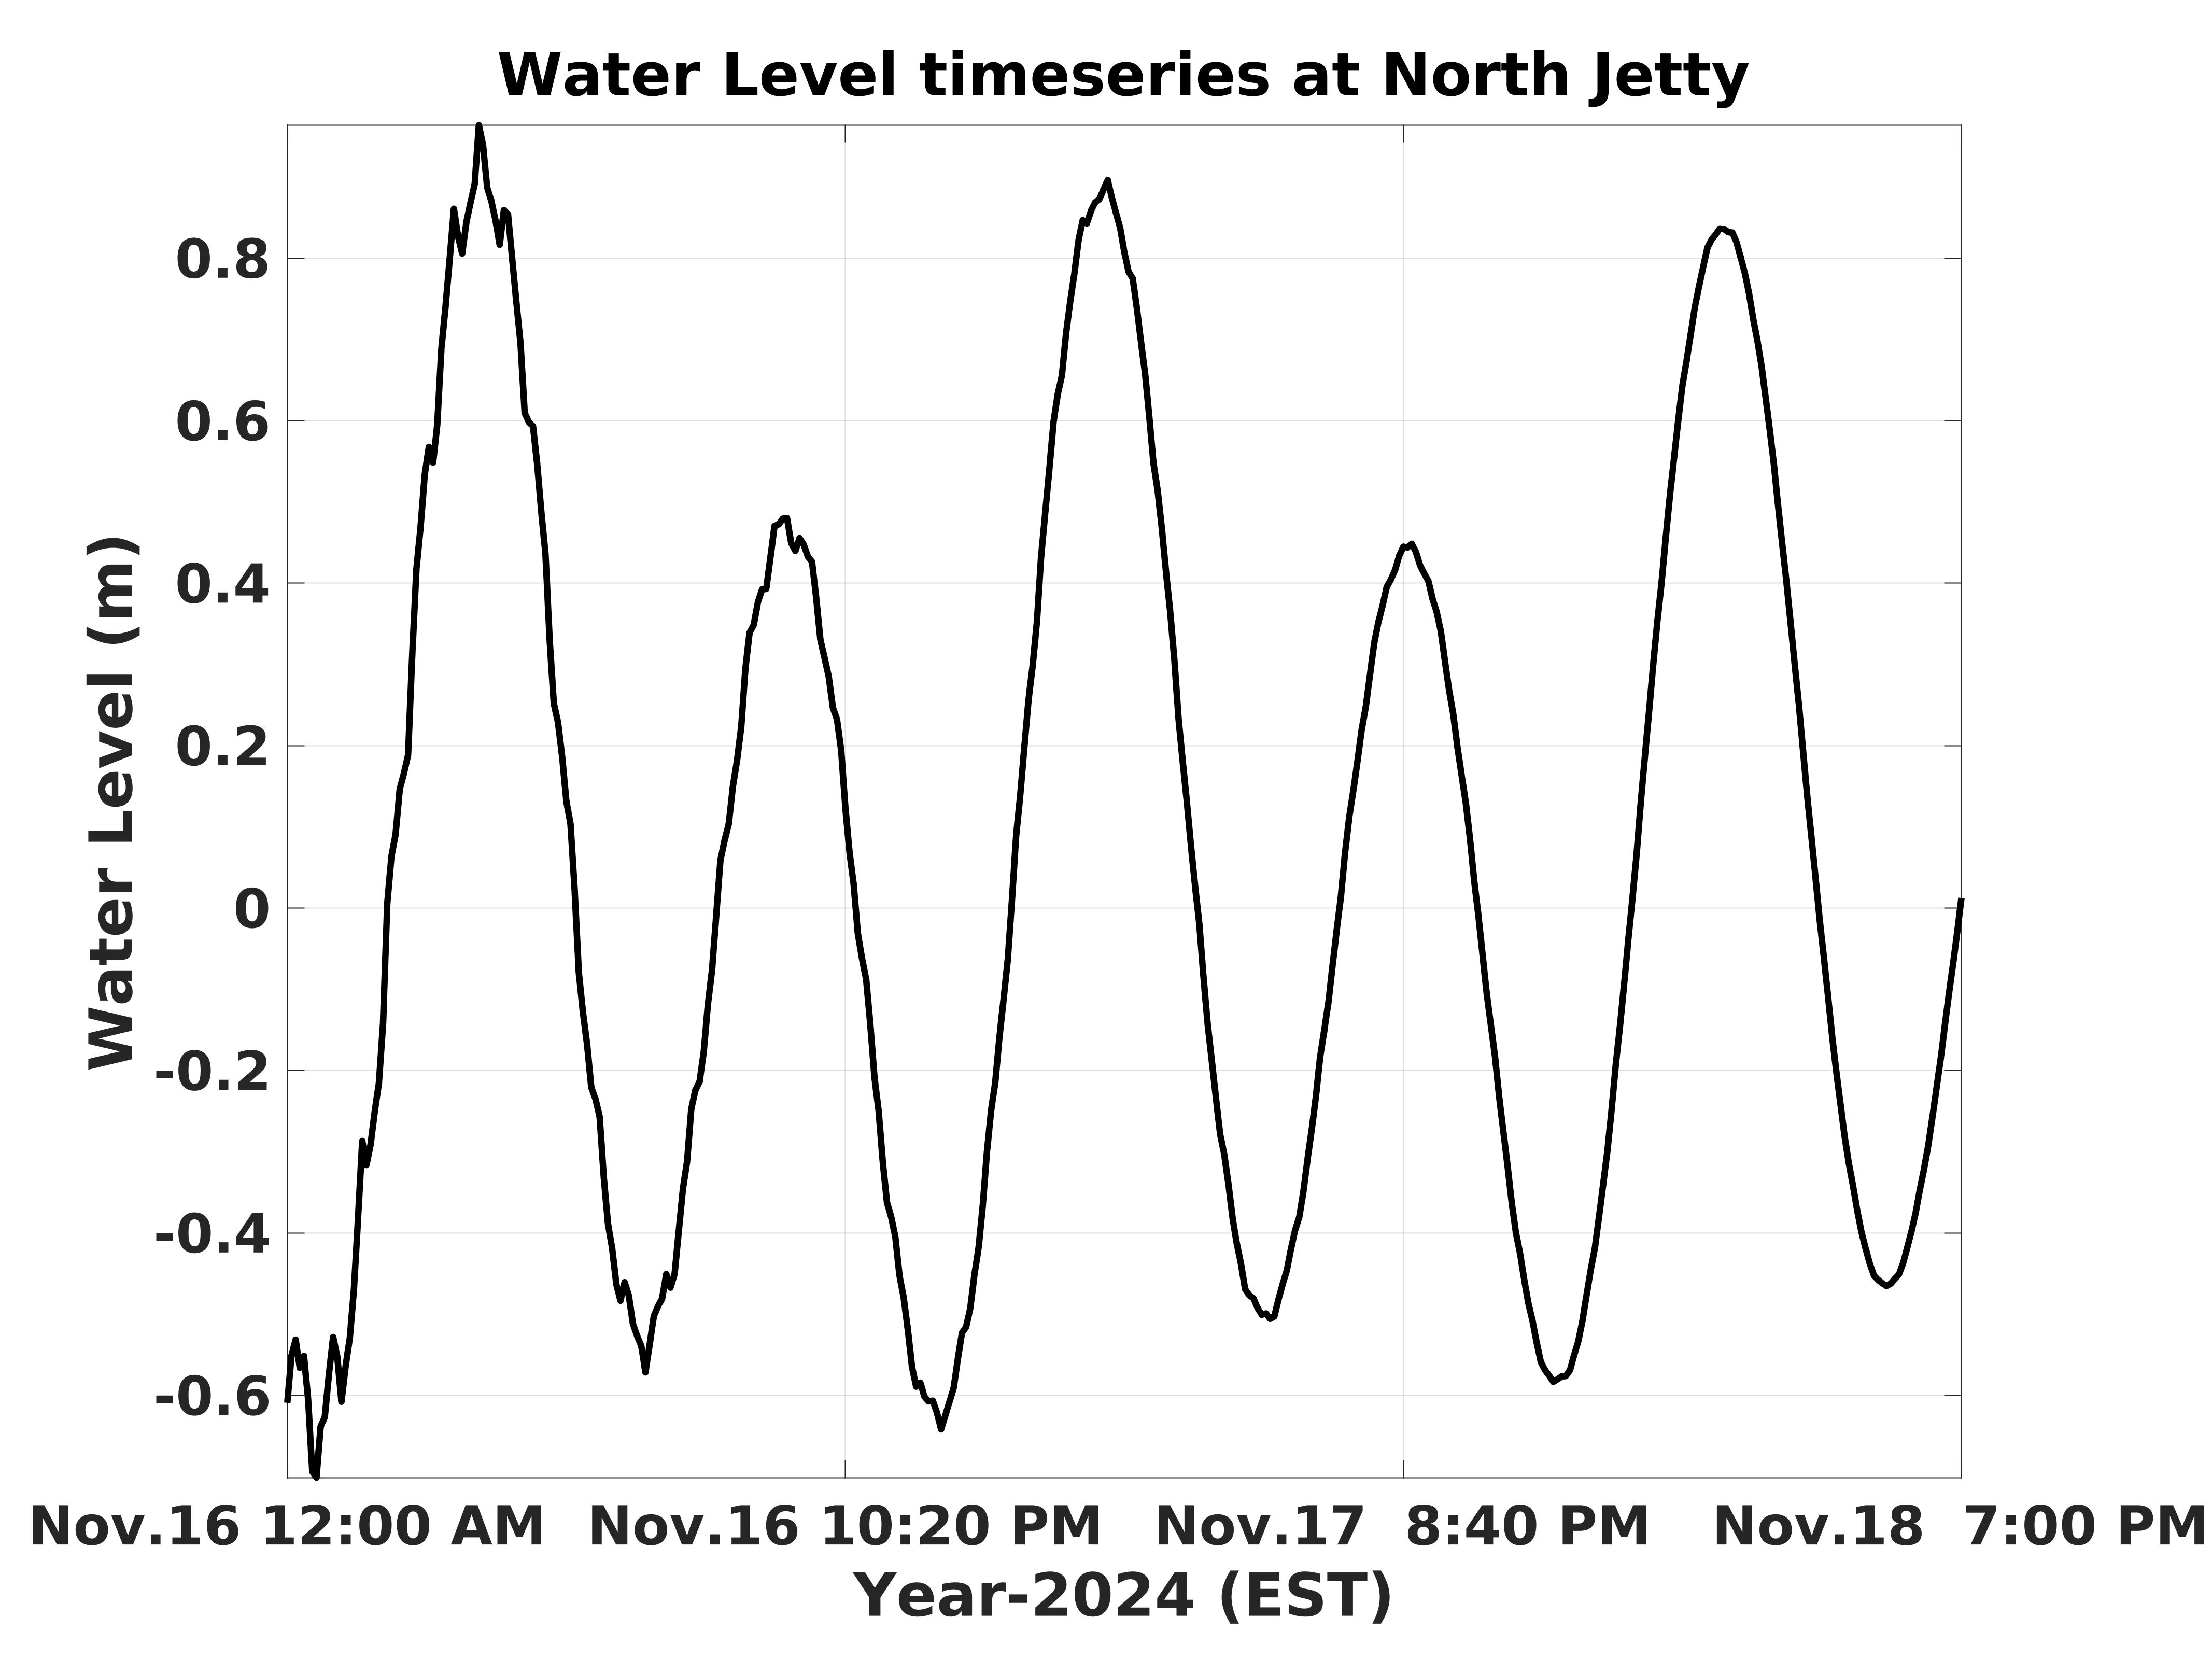 Water Level timeseries at North Jetty
Water Level (m)
0.8
0.6
0.4
0.2
0
-0.2
-0.4
-0.6
Nov.16 12:00 AM Nov.16 10:20 PM Nov.17 8:40 PM Nov.18 7:00 PM
Year-2024 (EST)